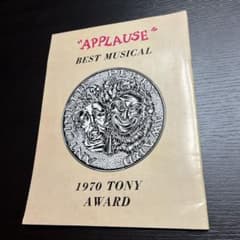 "APPLAUSE"
BEST MUSICAL
1970 TONY
AWARD